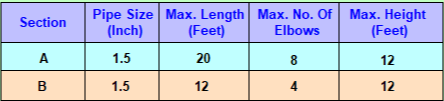 Section Pipe Size (Inch) Max. Length (Feet) Max. No. Of Elbows Max. Height (Feet)
A 1.5 20 8 12
B 1.5 12 4 12